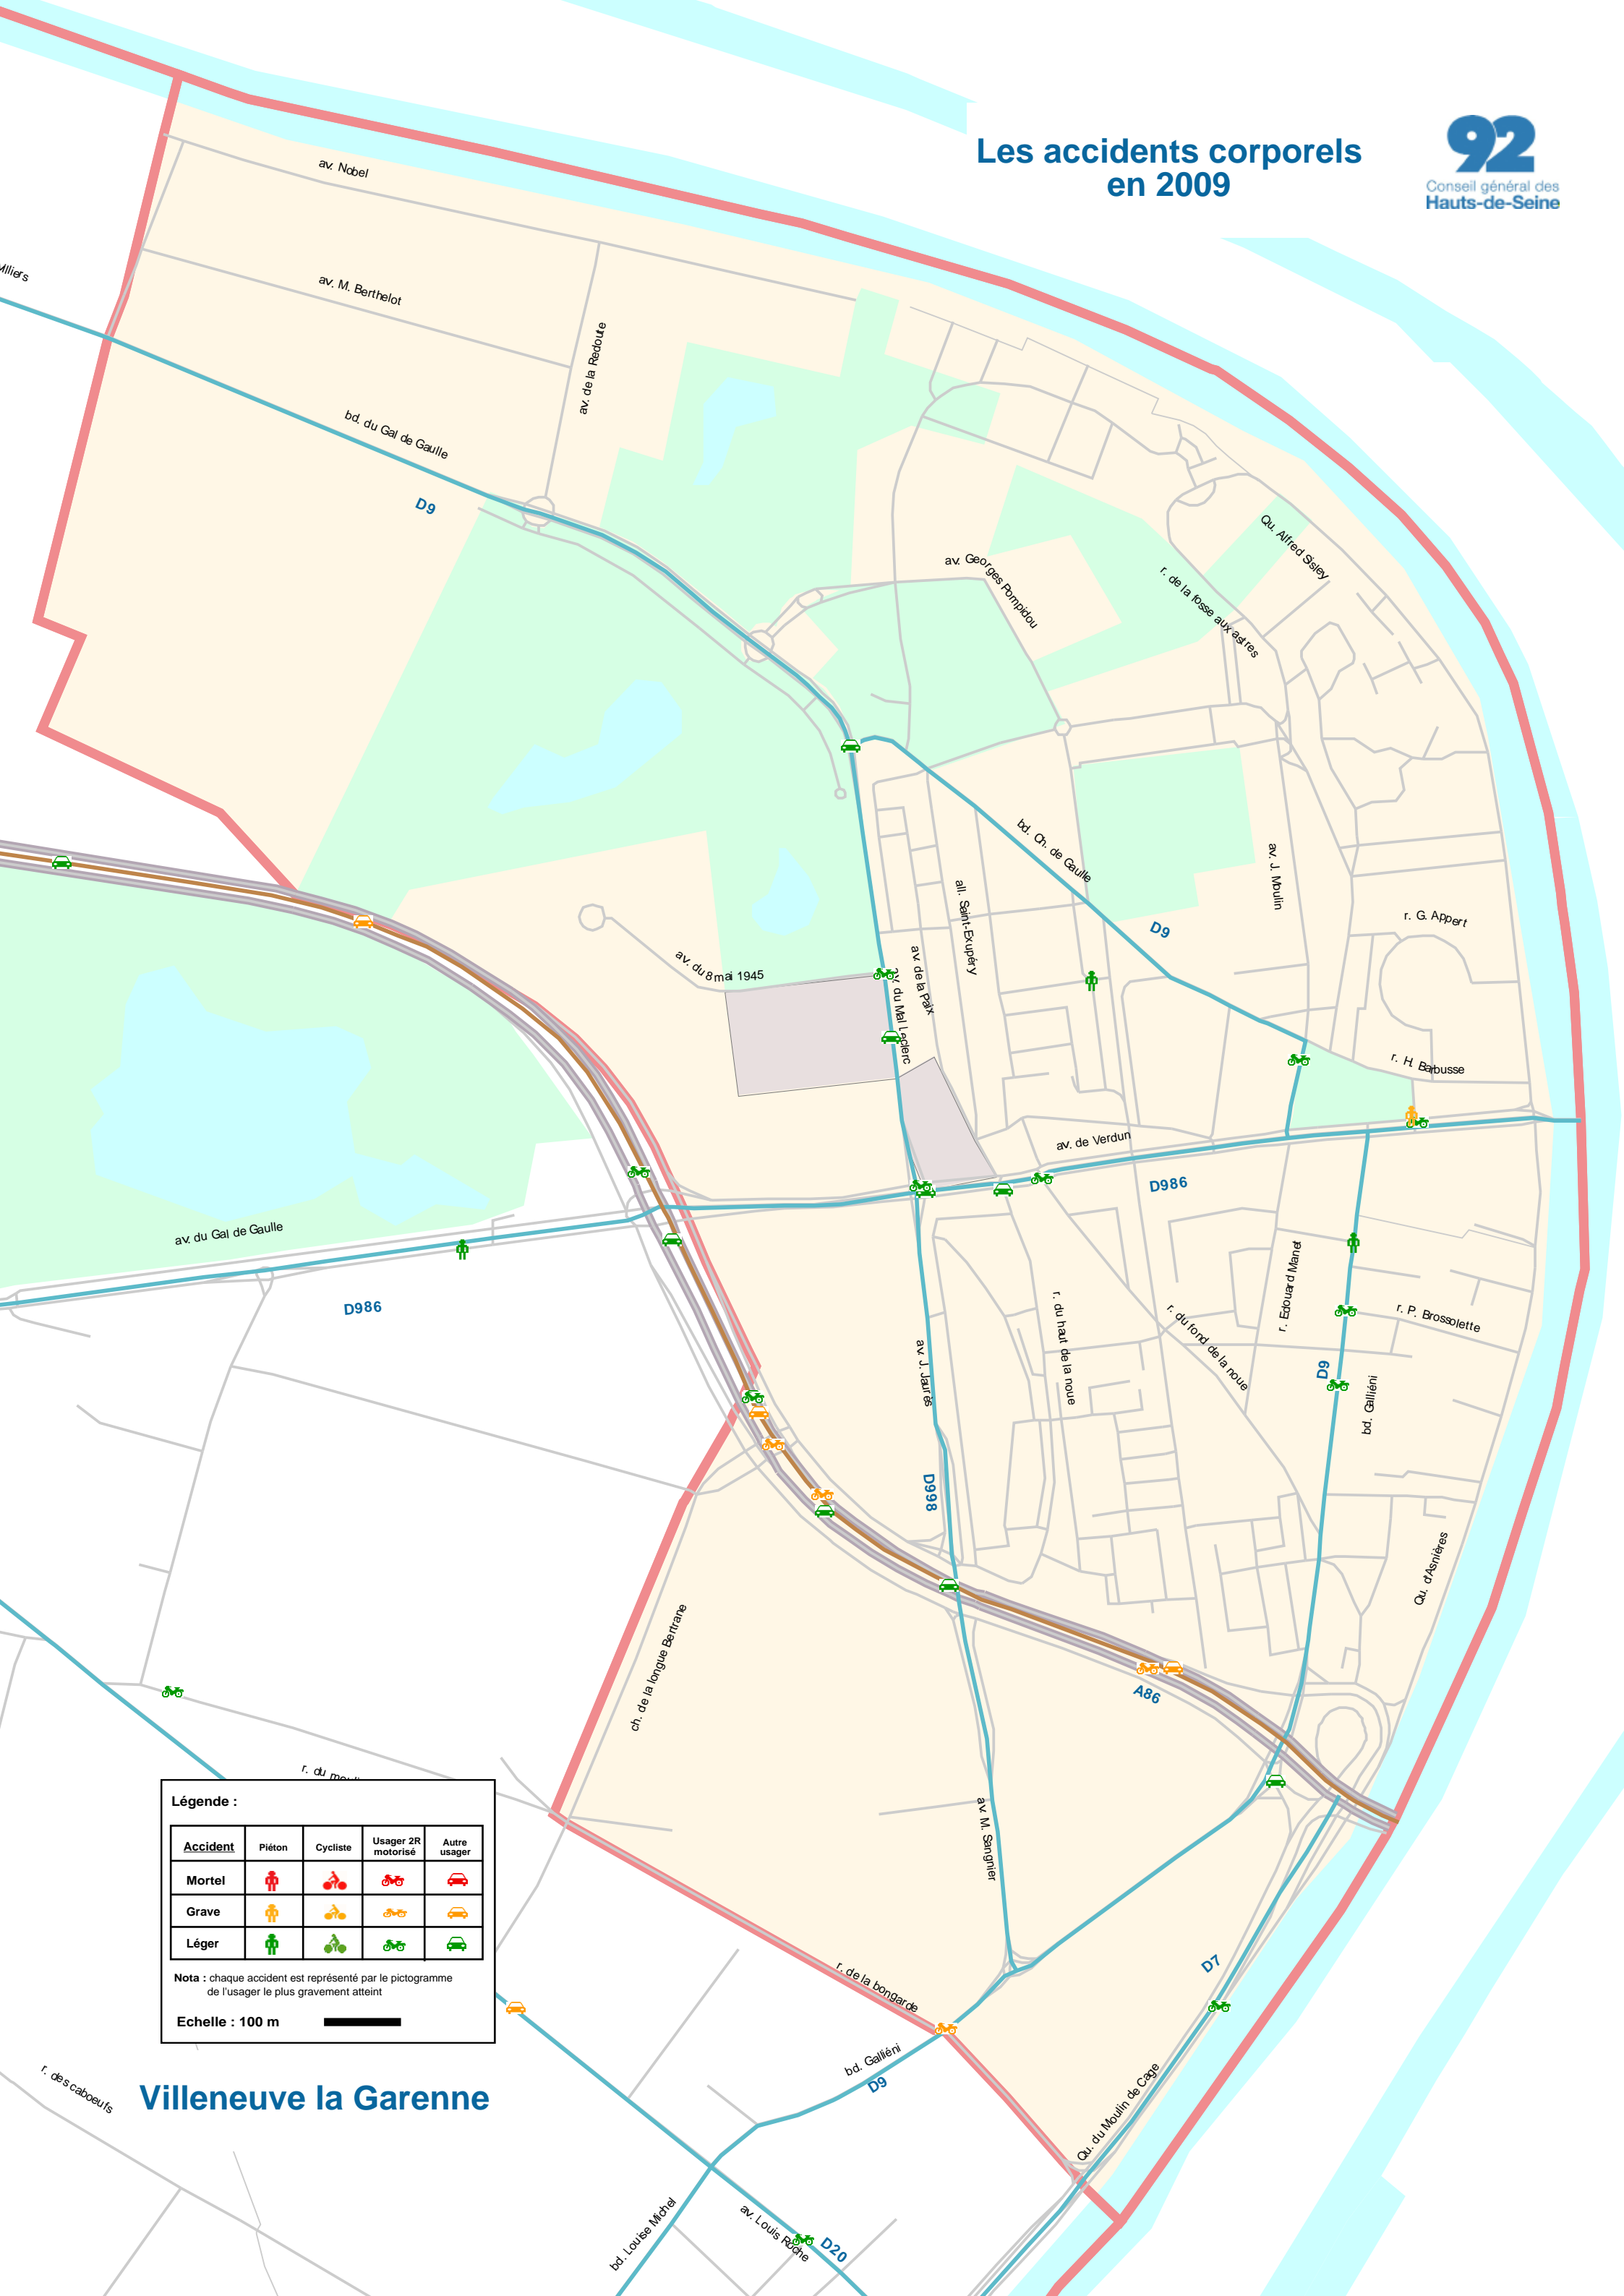 Les accidents corporels
en 2009
92
Conseil général des
Hauts-de-Seine
av. Nobel
av. M. Berthelot
av. de la Redoute
bd. du Gal de Gaulle
D9
av. Georges Pompidou
Qu. Alfred Sisley
r. de la fosse aux astres
bd. Ch. de Gaulle
av. J. Moulin
all. Saint-Exupéry
r. G. Appert
D9
av. du 8 mai 1945
av. de la Paix
av. du Mal Leclerc
r. H. Barbusse
av. de Verdun
D986
av. du Gal de Gaulle
D986
r. Edouard Manet
r. du haut de la noue
r. du fond de la noue
r. P. Brossolette
av. J. Jaurès
D9
bd. Galliéni
D998
Qu. d'Asnières
ch. de la longue Bertrane
A86
r. du
av. M. Sangnier
Légende :
Accident Piéton Cycliste Usager 2R motorisé Autre usager
Mortel
Grave
Léger
Nota : chaque accident est représenté par le pictogramme
de l'usager le plus gravement atteint
Echelle : 100 m
r. de la bongarde
D7
bd. Galliéni
D9
Qu. du Moulin de Cage
r. des caboeufs
Villeneuve la Garenne
bd. Louise Michel
av. Louis Roche
D20